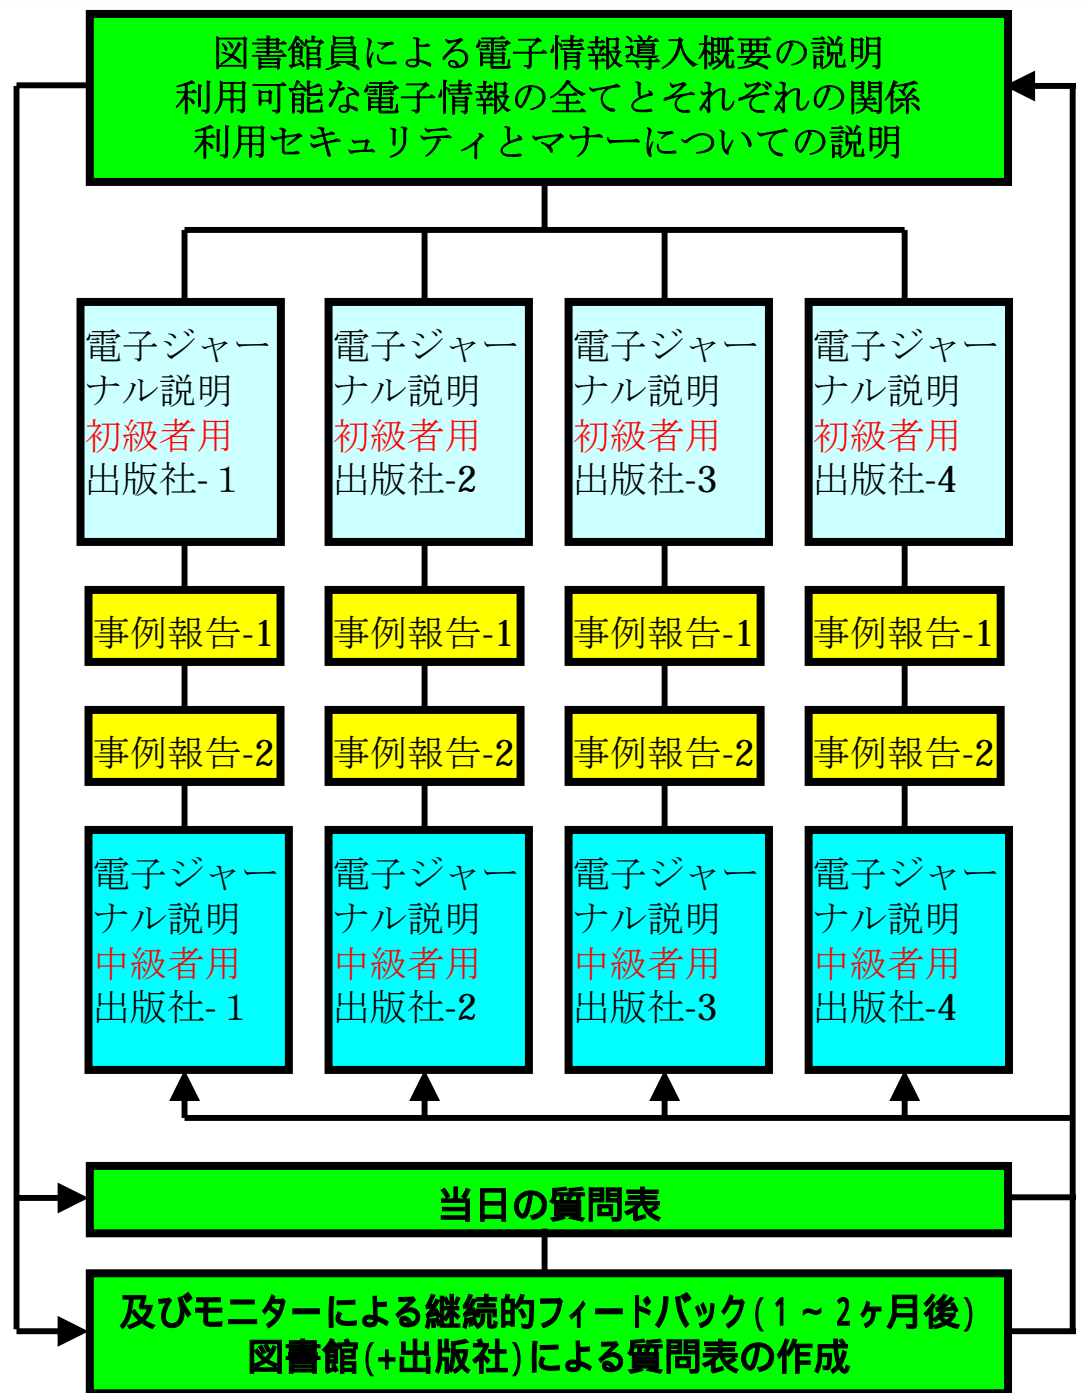 図書館員による電子情報導入概要の説明
利用可能な電子情報の全てとそれぞれの関係
利用セキュリティとマナーについての説明
電子ジャー
ナル説明
初級者用
出版社-１
電子ジャー
ナル説明
初級者用
出版社-2
電子ジャー
ナル説明
初級者用
出版社-3
電子ジャー
ナル説明
初級者用
出版社-4
事例報告-1
事例報告-1
事例報告-1
事例報告-1
事例報告-2
事例報告-2
事例報告-2
事例報告-2
電子ジャー
ナル説明
中級者用
出版社-１
電子ジャー
ナル説明
中級者用
出版社-2
電子ジャー
ナル説明
中級者用
出版社-3
電子ジャー
ナル説明
中級者用
出版社-4
当日の質問表
及びモニターによる継続的フィードバック(1～2ヶ月後)
図書館(+出版社)による質問表の作成